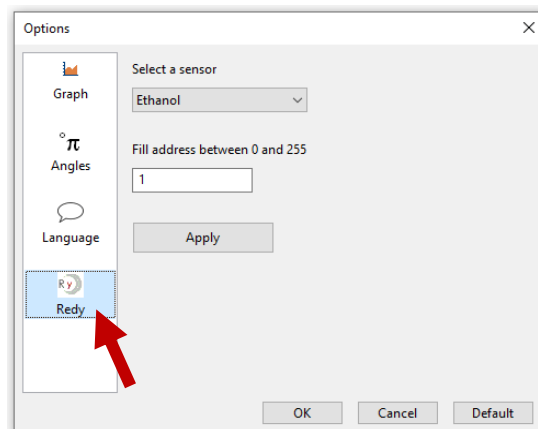 Options
Graph
°π
Angles
Language
Ry
Redy
Select a sensor
Ethanol
Fill address between 0 and 255
1
Apply
OK
Cancel
Default